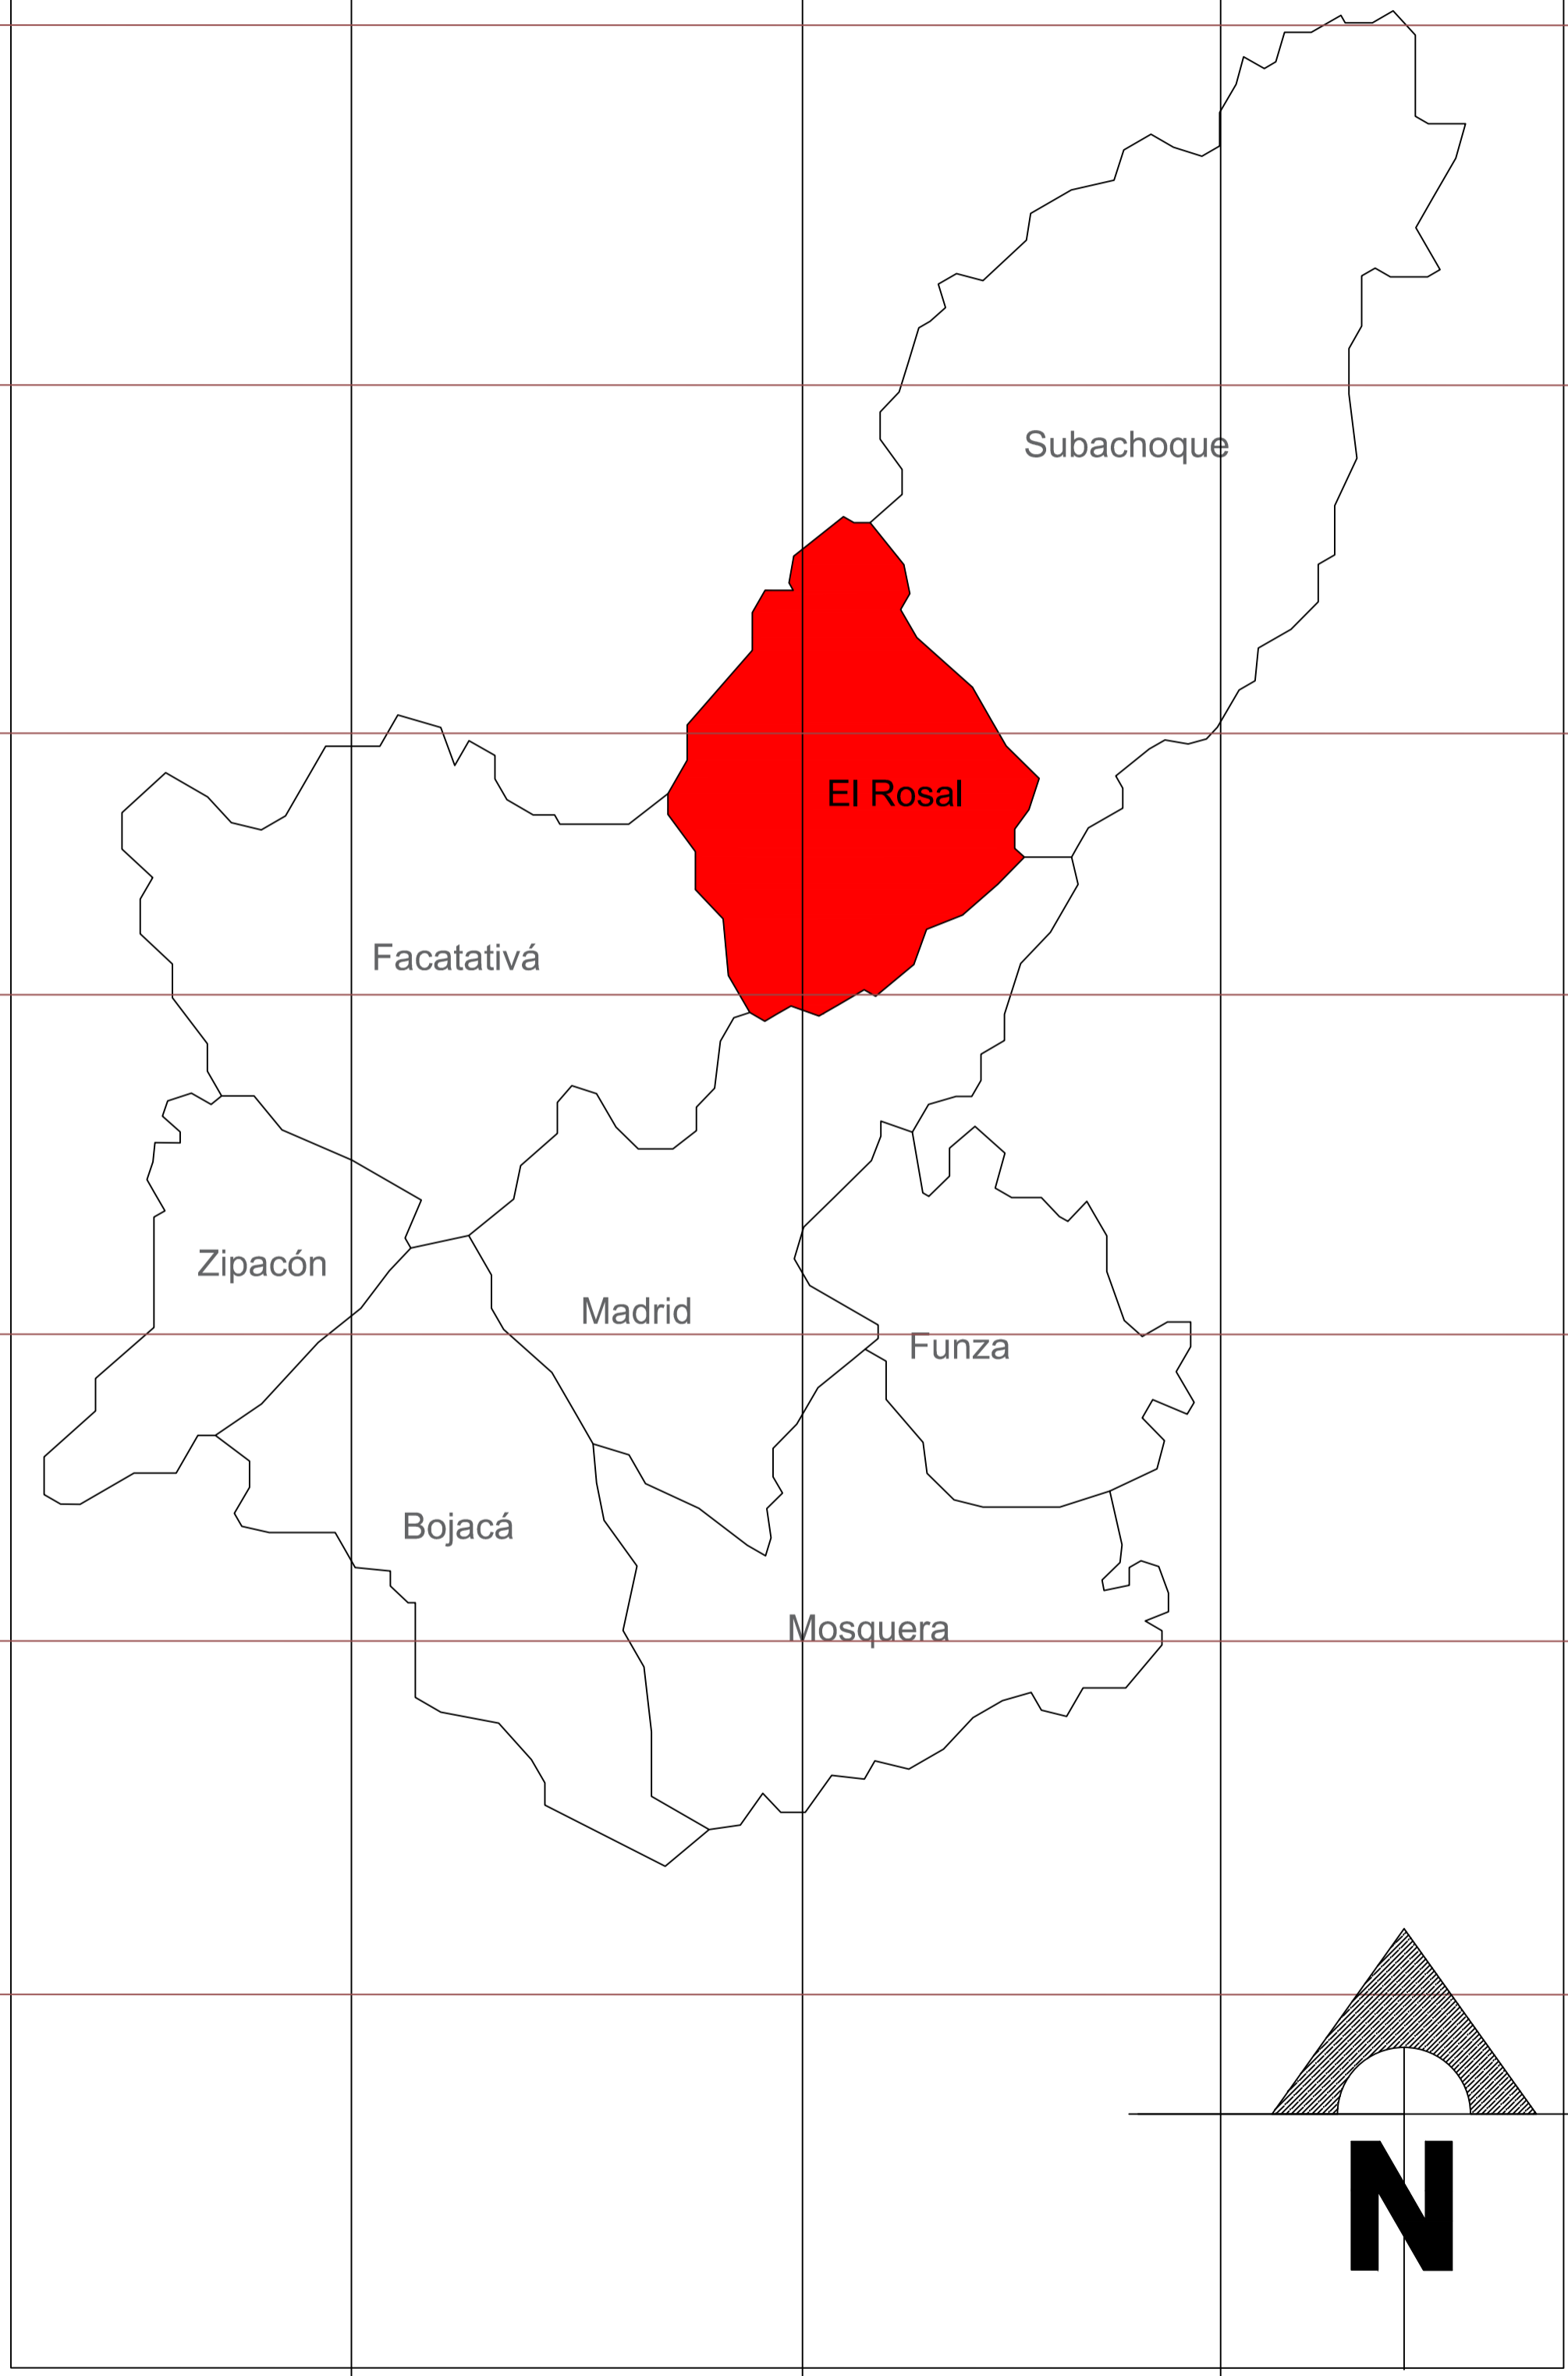 Subachoque
El Rosal
Facatativá
Zipacón
Madrid
Funza
Bojacá
Mosquera
N